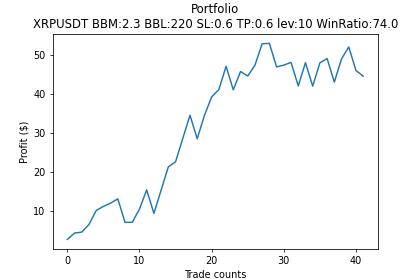 Portfolio
XRPUSDT BBM:2.3 BBL:220 SL:0.6 TP:0.6 lev:10 WinRatio:74.0
50
40
30
20
10
Profit ($)
0 10 20 30 40
Trade counts